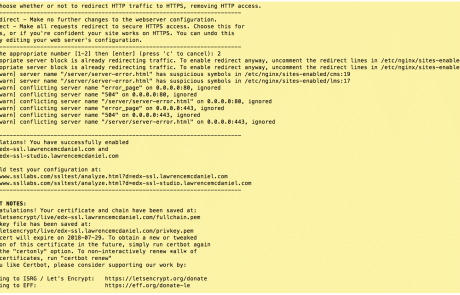 hoose whether or not to redirect HTTP traffic to HTTPS, removing HTTP access.
direct - Make no further changes to the webserver configuration.
ect - Make all requests redirect to secure HTTPS access. Choose this for
s, or if you're confident your site works on HTTPS. You can undo this
y editing your web server's configuration.
he appropriate number [1-2] then [enter] (press 'c' to cancel): 2
opriate server block is already redirecting traffic. To enable redirect anyway, uncomment the redirect lines in /etc/nginx/sites-enable
opriate server block is already redirecting traffic. To enable redirect anyway, uncomment the redirect lines in /etc/nginx/sites-enable
warn] server name "/server/server-error.html" has suspicious symbols in /etc/nginx/sites-enabled/cms:19
warn] server name "/server/server-error.html" has suspicious symbols in /etc/nginx/sites-enabled/lms:17
warn] conflicting server name "error_page" on 0.0.0.0:80, ignored
warn] conflicting server name "504" on 0.0.0.0:80, ignored
warn] conflicting server name "/server/server-error.html" on 0.0.0.0:80, ignored
warn] conflicting server name "error_page" on 0.0.0.0:443, ignored
warn] conflicting server name "504" on 0.0.0.0:443, ignored
warn] conflicting server name "/server/server-error.html" on 0.0.0.0:443, ignored
lations! You have successfully enabled
edx-ssl.lawrencemcdaniel.com and
edx-ssl-studio.lawrencemcdaniel.com
ld test your configuration at:
www.ssllabs.com/ssltest/analyze.html?d=edx-ssl.lawrencemcdaniel.com
www.ssllabs.com/ssltest/analyze.html?d=edx-ssl-studio.lawrencemcdaniel.com
T NOTES:
atulations! Your certificate and chain have been saved at:
letsencrypt/live/edx-ssl.lawrencemcdaniel.com/fullchain.pem
key file has been saved at:
letsencrypt/live/edx-ssl.lawrencemcdaniel.com/privkey.pem
cert will expire on 2018-07-29. To obtain a new or tweaked
on of this certificate in the future, simply run certbot again
the "certonly" option. To non-interactively renew *all* of
certificates, run "certbot renew"
ou like Certbot, please consider supporting our work by:
ing to ISRG / Let's Encrypt: https://letsencrypt.org/donate
ing to EFF: https://eff.org/donate-le